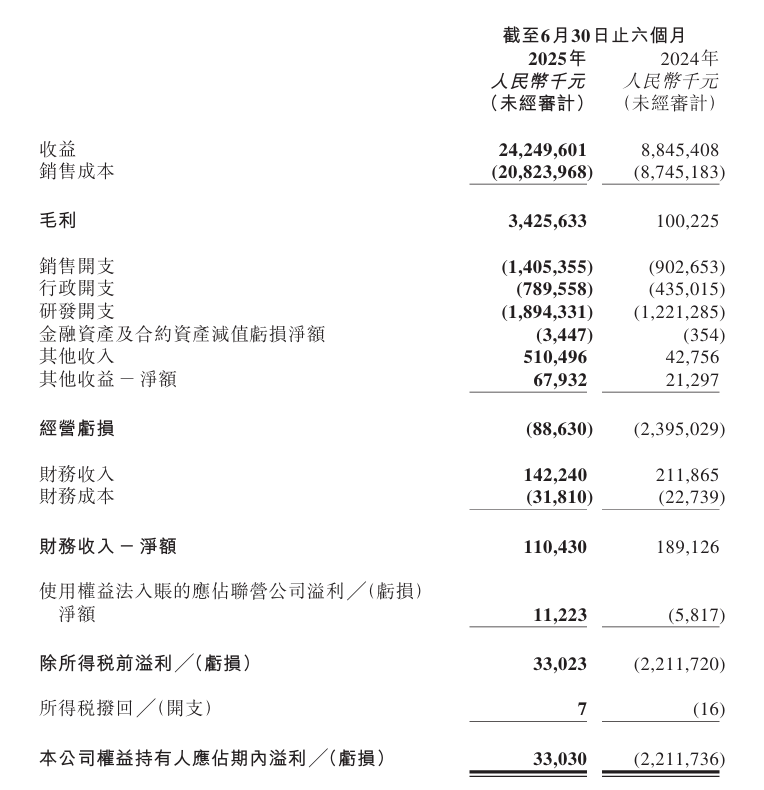 截至6月30日止六個月
2025年 2024年
人民幣千元 人民幣千元
（未經審計） （未經審計）
收益 24,249,601 8,845,408
銷售成本 (20,823,968) (8,745,183)
毛利 3,425,633 100,225
銷售開支 (1,405,355) (902,653)
行政開支 (789,558) (435,015)
研發開支 (1,894,331) (1,221,285)
金融資產及合約資產減值虧損淨額 (3,447) (354)
其他收入 510,496 42,756
其他收益－淨額 67,932 21,297
經營虧損 (88,630) (2,395,029)
財務收入 142,240 211,865
財務成本 (31,810) (22,739)
財務收入－淨額 110,430 189,126
使用權益法入賬的應佔聯營公司溢利╱（虧損）
淨額 11,223 (5,817)
除所得稅前溢利╱（虧損） 33,023 (2,211,720)
所得稅撥回╱（開支） 7 (16)
本公司權益持有人應佔期內溢利╱（虧損） 33,030 (2,211,736)